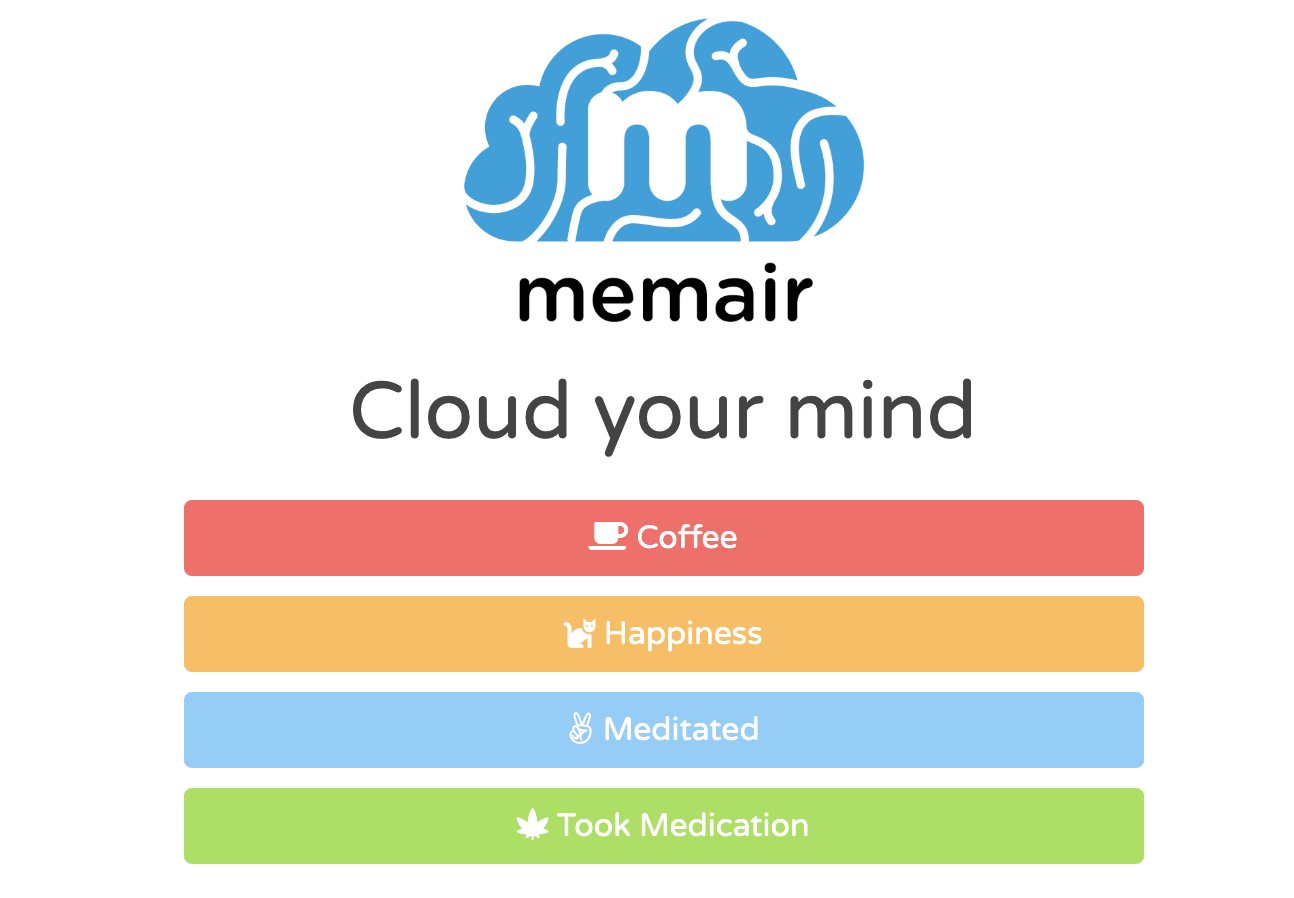 m
memair
Cloud your mind
Coffee
Happiness
Meditated
Took Medication